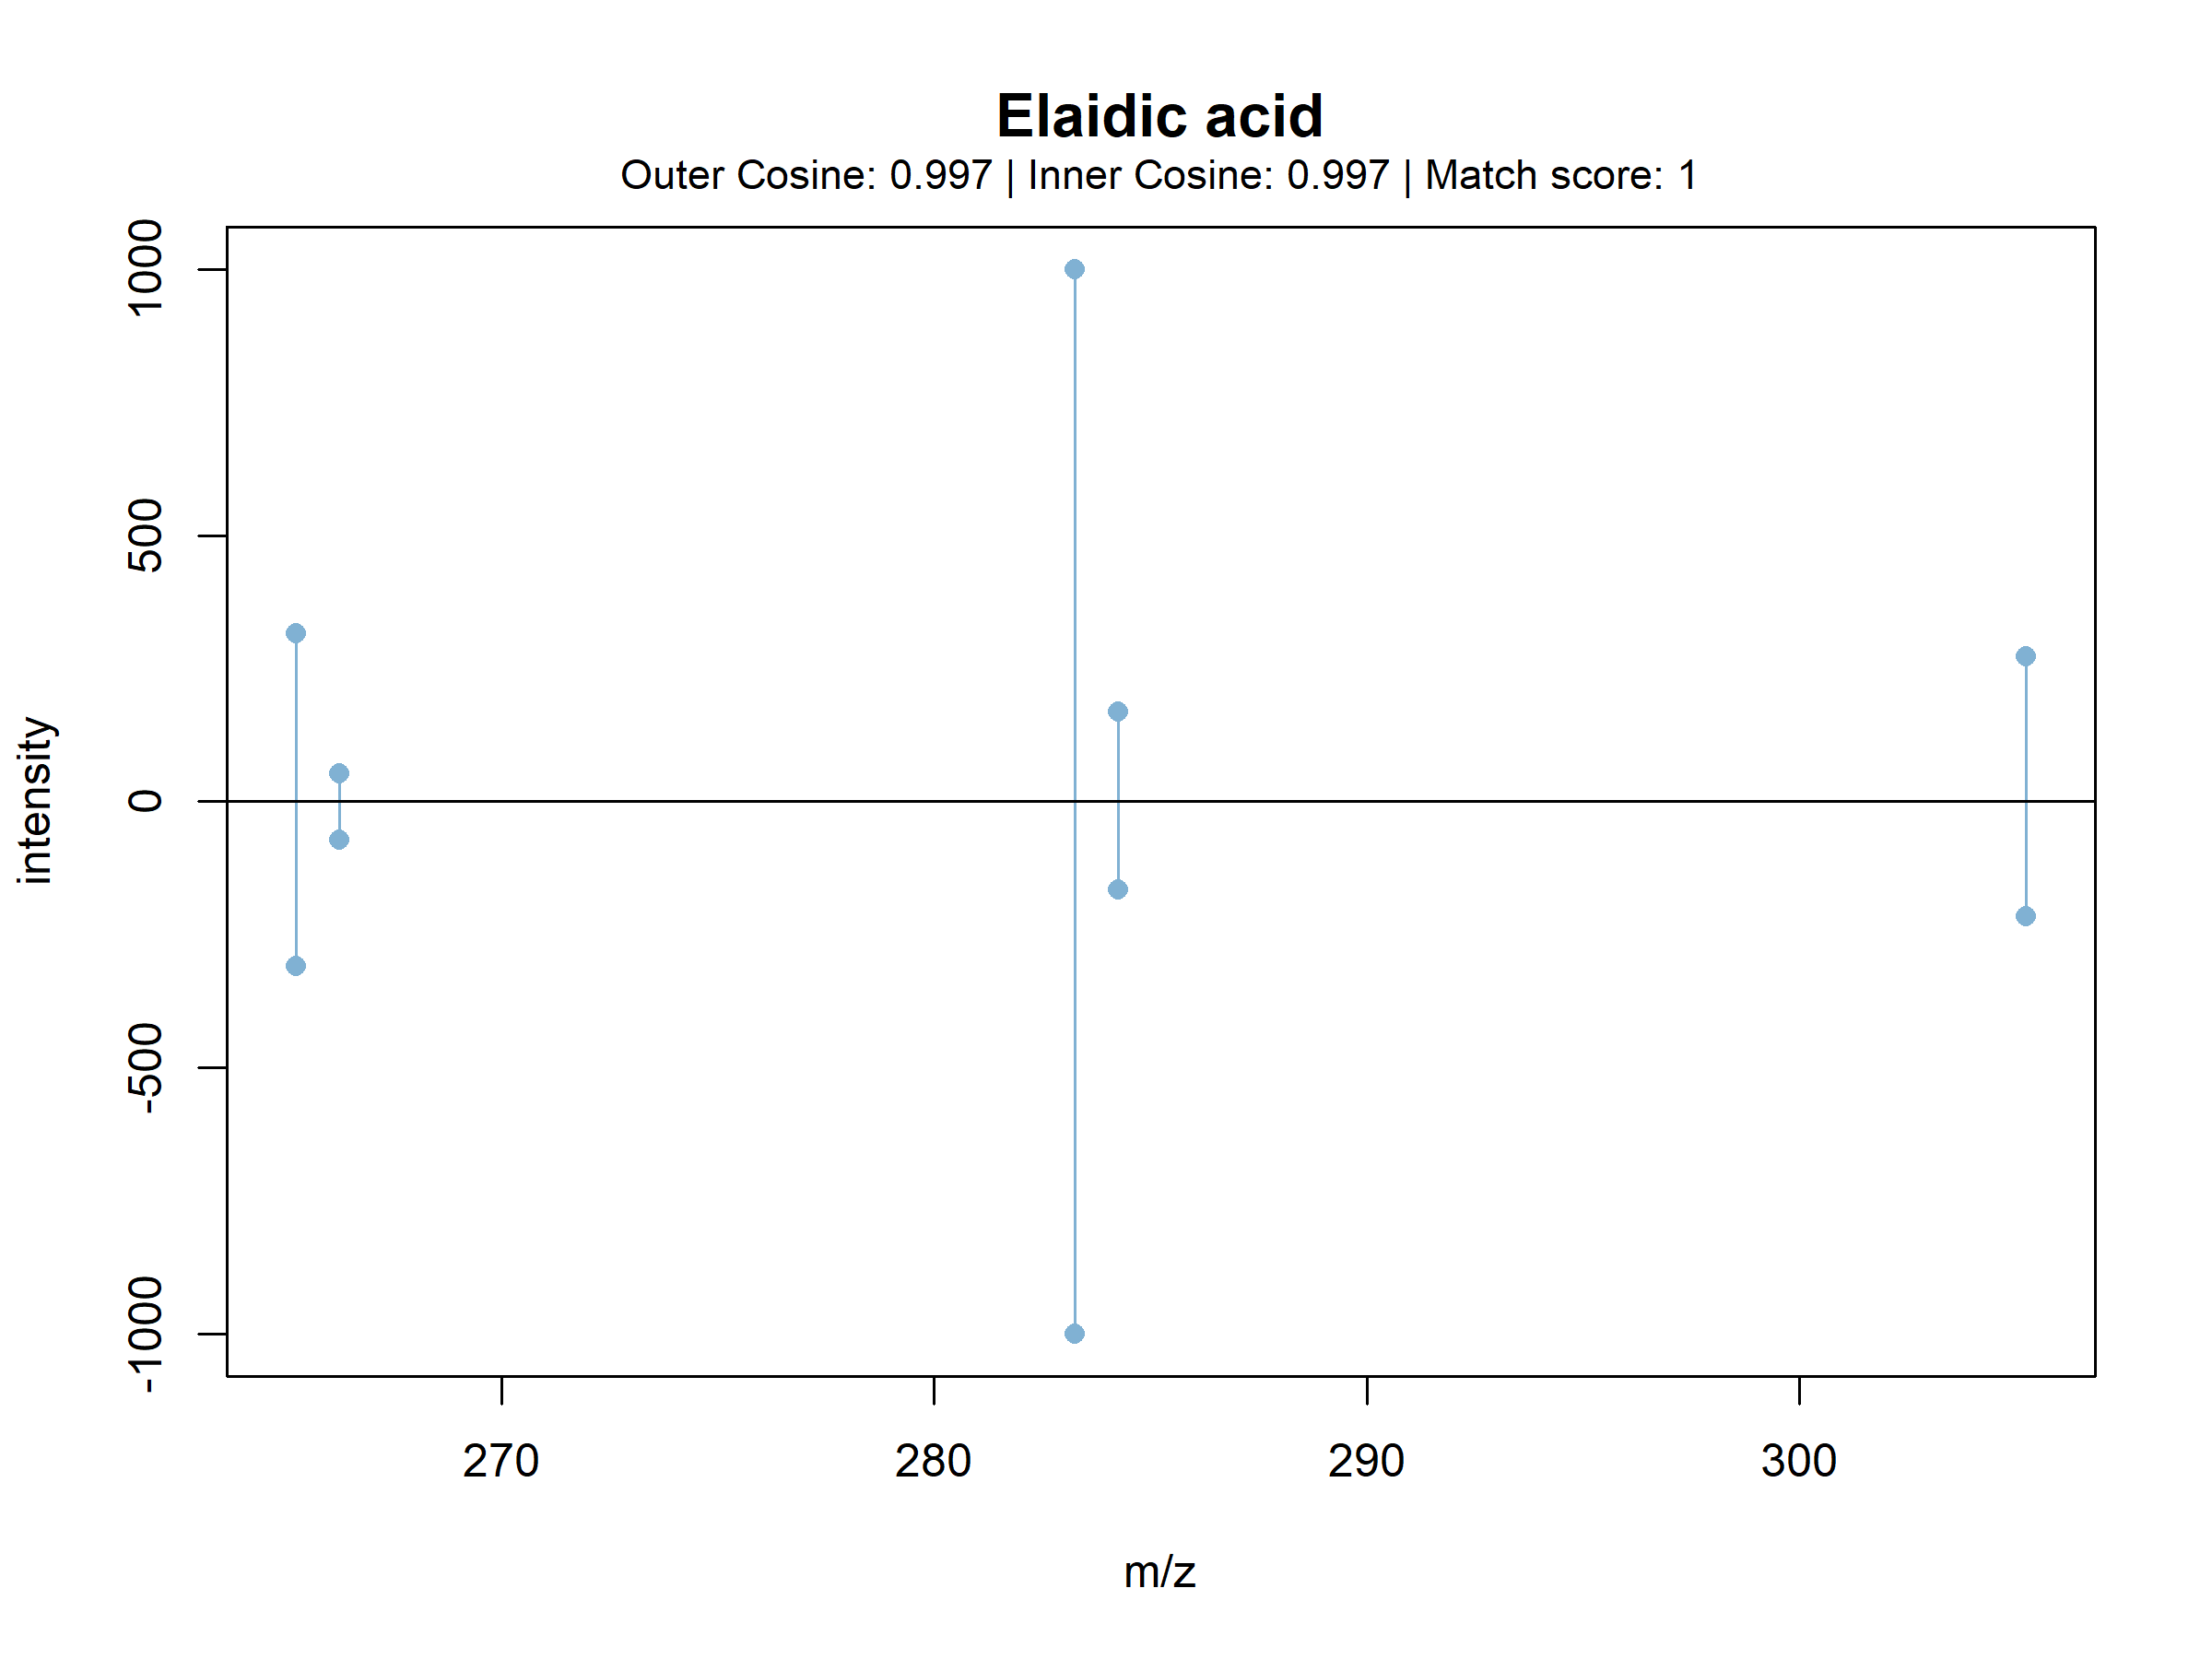 Elaidic acid
Outer Cosine: 0.997 | Inner Cosine: 0.997 | Match score: 1
1000
500
0
-500
-1000
intensity
270 280 290 300
m/z